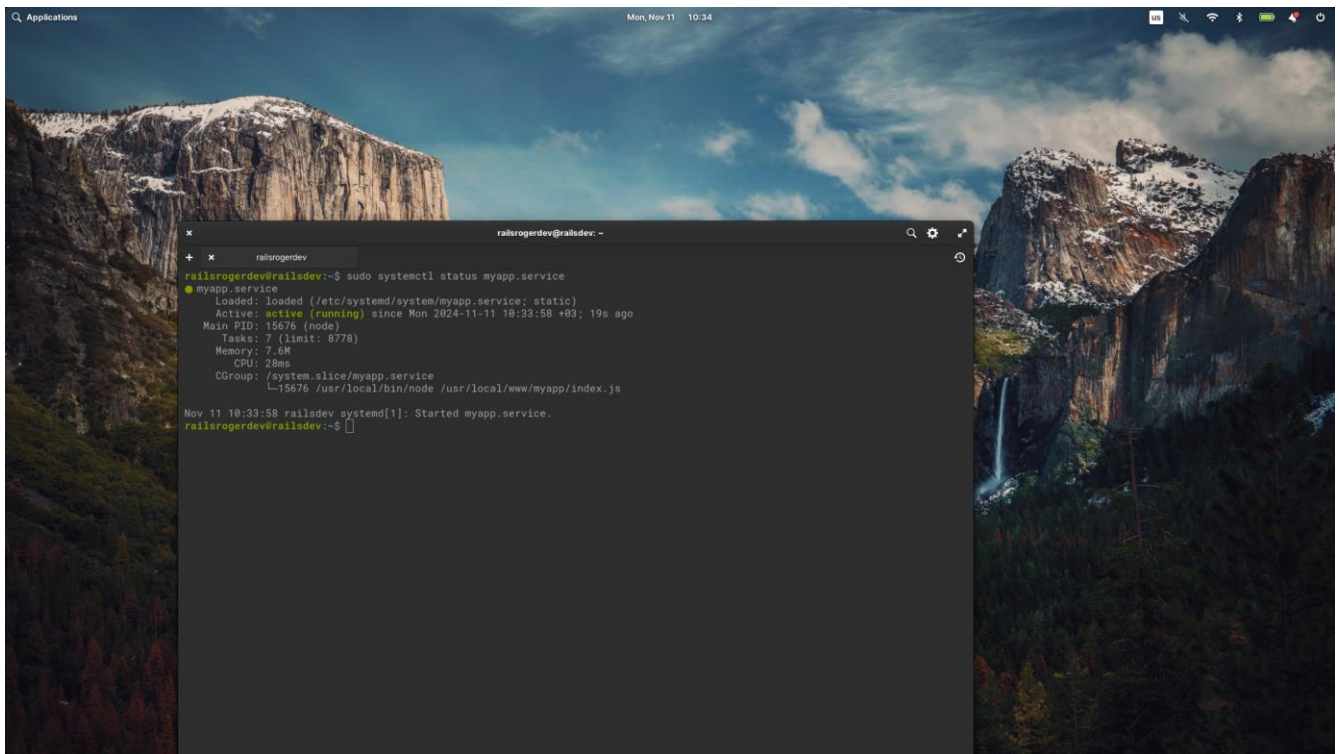 Applications
Mon, Nov 11 10:34
US
railsrogerdev@railsdev: ~
railsrogerdev
railsrogerdev@railsdev:~$ sudo systemctl status myapp.service
● myapp.service
Loaded: loaded (/etc/systemd/system/myapp.service; static)
Active: active (running) since Mon 2024-11-11 10:33:58 +03; 19s ago
Main PID: 15676 (node)
Tasks: 7 (limit: 8778)
Memory: 7.6M
CPU: 28ms
CGroup: /system.slice/myapp.service
└─15676 /usr/local/bin/node /usr/local/www/myapp/index.js
Nov 11 10:33:58 railsdev systemd[1]: Started myapp.service.
railsrogerdev@railsdev:~$